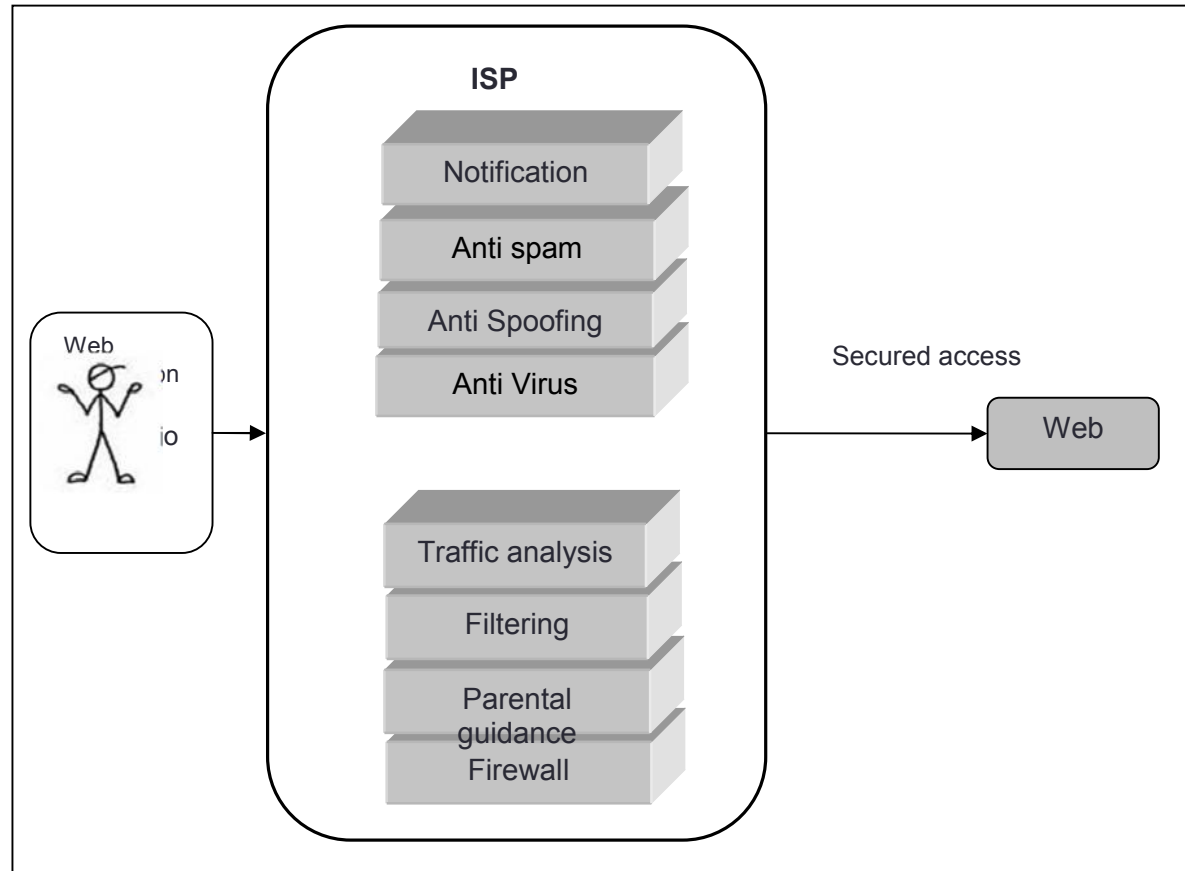 ISP
Notification
Anti spam
Anti Spoofing
Anti Virus
Web
Secured access
Web
Traffic analysis
Filtering
Parental
guidance
Firewall